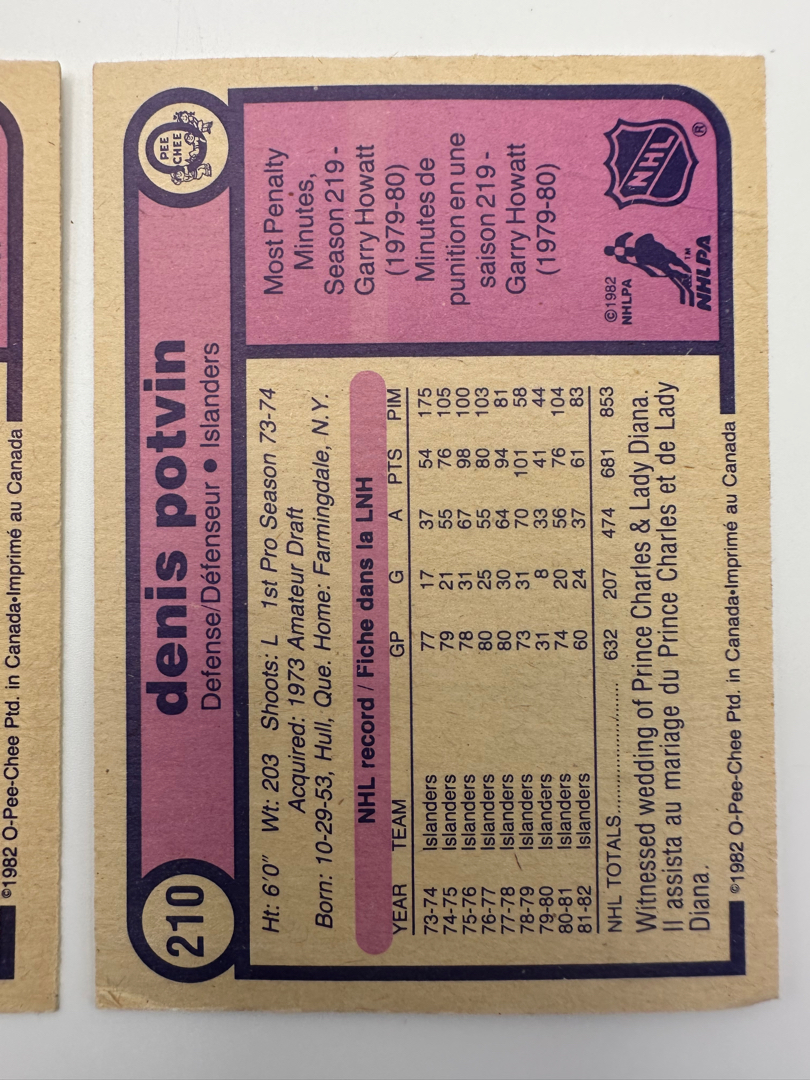 ©1982 O-Pee-Chee Ptd. in Canada•Imprimé au Canada
210
denis potvin
Defense/Défenseur • Islanders
O
PEE
CHEE
Ht: 6'0" Wt: 203 Shoots: L 1st Pro Season 73-74
Acquired: 1973 Amateur Draft
Born: 10-29-53, Hull, Que. Home: Farmingdale, N.Y.
NHL record / Fiche dans la LNH
YEAR TEAM GP G A PTS PIM
73-74 Islanders 77 17 37 54 175
74-75 Islanders 79 21 55 76 105
75-76 Islanders 78 31 67 98 100
76-77 Islanders 80 25 55 80 103
77-78 Islanders 80 30 64 94 81
78-79 Islanders 73 31 70 101 58
79-80 Islanders 31 8 33 41 44
80-81 Islanders 74 20 56 76 104
81-82 Islanders 60 24 37 61 83
NHL TOTALS.................... 632 207 474 681 853
Witnessed wedding of Prince Charles & Lady Diana.
Il assista au mariage du Prince Charles et de Lady
Diana.
©1982 O-Pee-Chee Ptd. in Canada•Imprimé au Canada
Most Penalty
Minutes,
Season 219 -
Garry Howatt
(1979-80)
Minutes de
punition en une
saison 219 -
Garry Howatt
(1979-80)
©1982
NHLPA
NHLPA™
NHL®